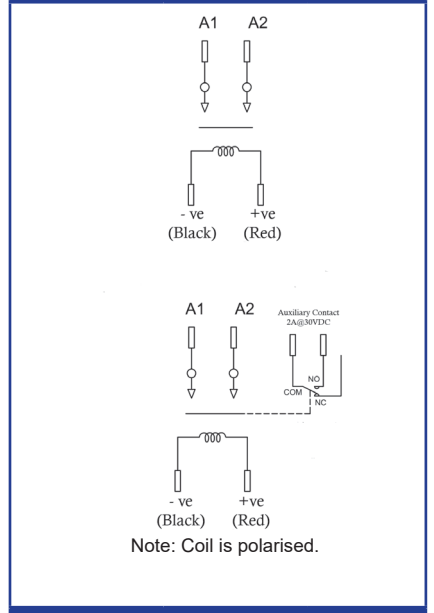 A1 A2
- ve +ve
(Black) (Red)
A1 A2
Auxiliary Contact
2A@30VDC
NO
COM
NC
- ve +ve
(Black) (Red)
Note: Coil is polarised.